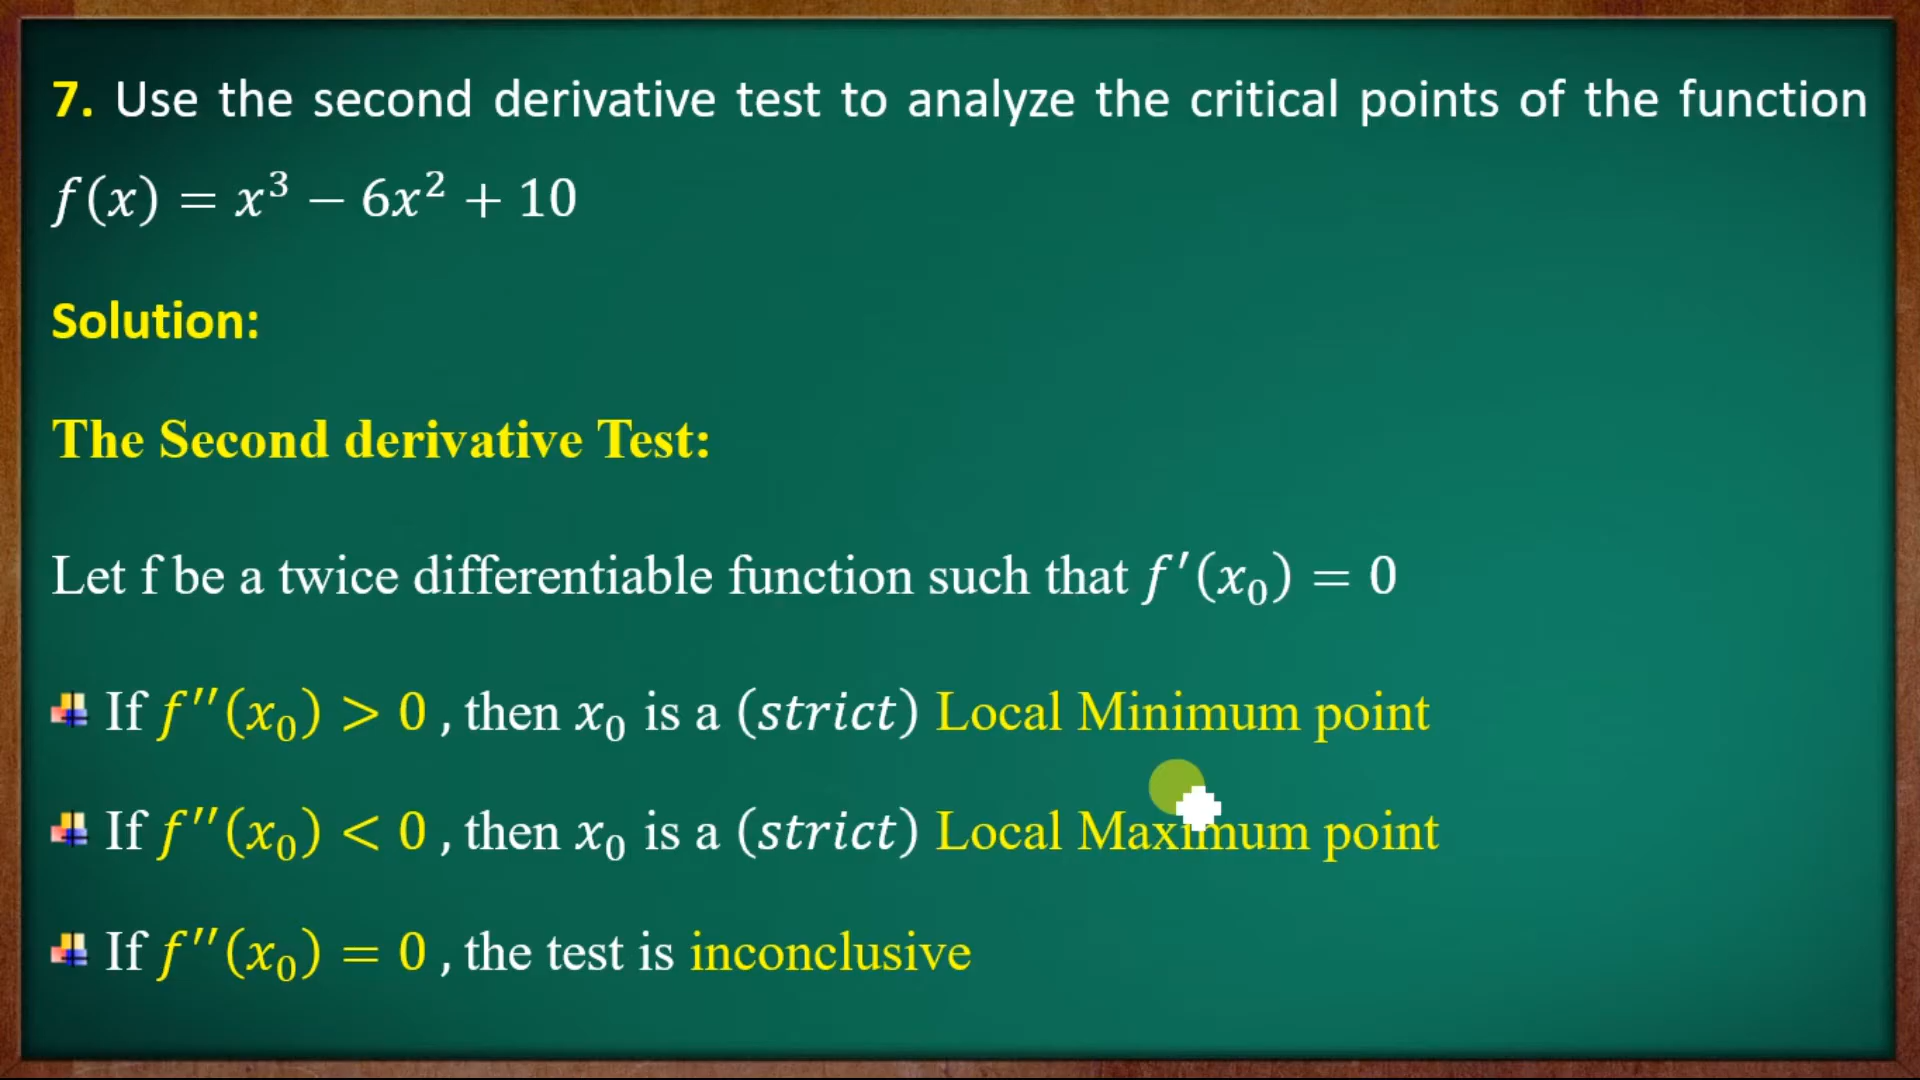 7. Use the second derivative test to analyze the critical points of the function
f(x) = x³ − 6x² + 10
Solution:
The Second derivative Test:
Let f be a twice differentiable function such that f′(x₀) = 0
If f′′(x₀) > 0 , then x₀ is a (strict) Local Minimum point
If f′′(x₀) < 0 , then x₀ is a (strict) Local Maximum point
If f′′(x₀) = 0 , the test is inconclusive